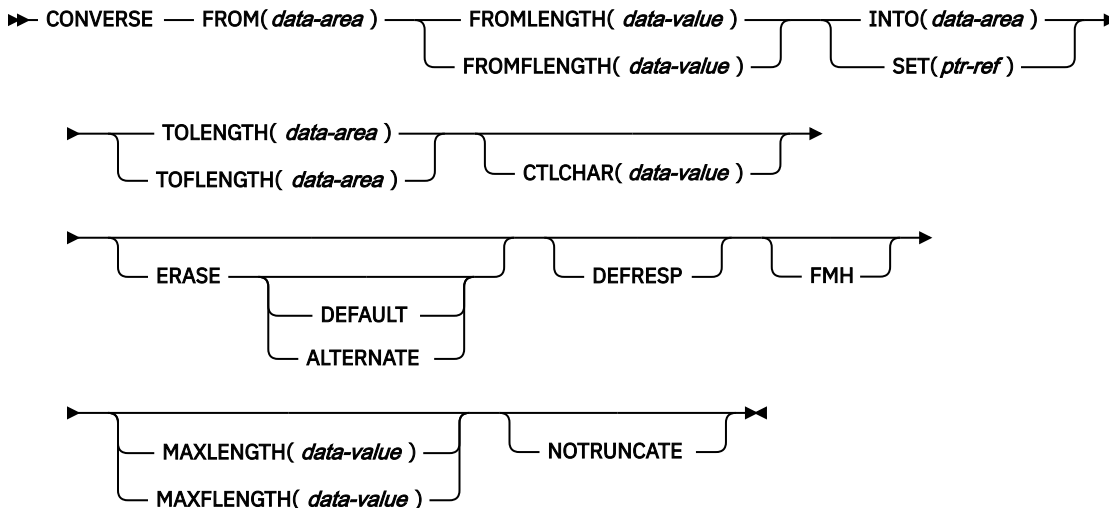 CONVERSE FROM(data-area) FROMLENGTH( data-value ) INTO( data-area )
FROMFLENGTH( data-value ) SET( ptr-ref )
TOLENGTH( data-area )
TOFLENGTH( data-area ) CTLCHAR( data-value )
ERASE DEFRESP FMH
DEFAULT
ALTERNATE
MAXLENGTH( data-value ) NOTRUNCATE
MAXFLENGTH( data-value )